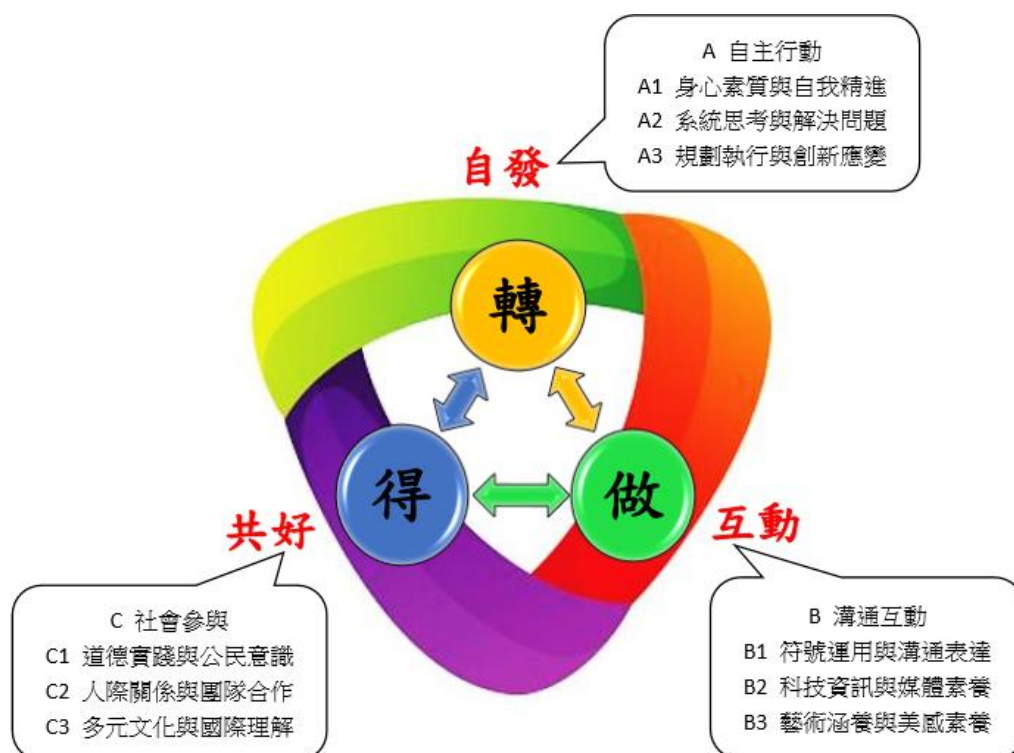 A 自主行動
A1 身心素質與自我精進
A2 系統思考與解決問題
A3 規劃執行與創新應變
自發
轉
得
做
共好
互動
C 社會參與
C1 道德實踐與公民意識
C2 人際關係與團隊合作
C3 多元文化與國際理解
B 溝通互動
B1 符號運用與溝通表達
B2 科技資訊與媒體素養
B3 藝術涵養與美感素養